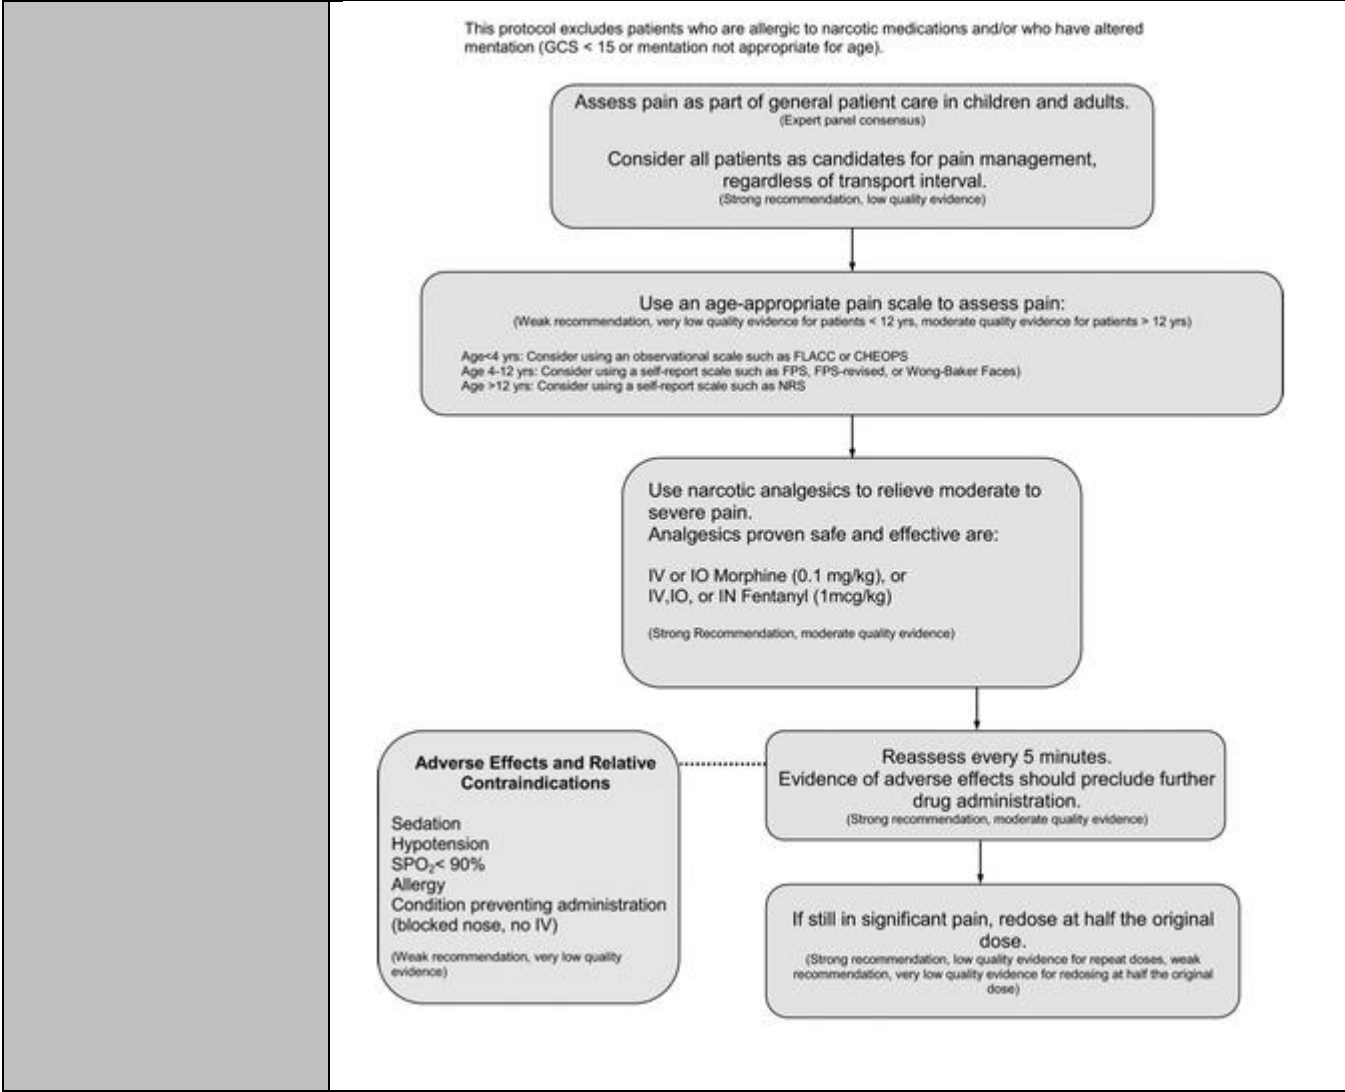 This protocol excludes patients who are allergic to narcotic medications and/or who have altered
mentation (GCS < 15 or mentation not appropriate for age).
Assess pain as part of general patient care in children and adults.
(Expert panel consensus)
Consider all patients as candidates for pain management,
regardless of transport interval.
(Strong recommendation, low quality evidence)
Use an age-appropriate pain scale to assess pain:
(Weak recommendation, very low quality evidence for patients < 12 yrs, moderate quality evidence for patients > 12 yrs)
Age<4 yrs: Consider using an observational scale such as FLACC or CHEOPS
Age 4-12 yrs: Consider using a self-report scale such as FPS, FPS-revised, or Wong-Baker Faces)
Age >12 yrs: Consider using a self-report scale such as NRS
Use narcotic analgesics to relieve moderate to
severe pain.
Analgesics proven safe and effective are:
IV or IO Morphine (0.1 mg/kg), or
IV,IO, or IN Fentanyl (1mcg/kg)
(Strong Recommendation, moderate quality evidence)
Reassess every 5 minutes.
Evidence of adverse effects should preclude further
drug administration.
(Strong recommendation, moderate quality evidence)
Adverse Effects and Relative
Contraindications
Sedation
Hypotension
SPO₂< 90%
Allergy
Condition preventing administration
(blocked nose, no IV)
(Weak recommendation, very low quality
evidence)
If still in significant pain, redose at half the original
dose.
(Strong recommendation, low quality evidence for repeat doses, weak
recommendation, very low quality evidence for redosing at half the original
dose)